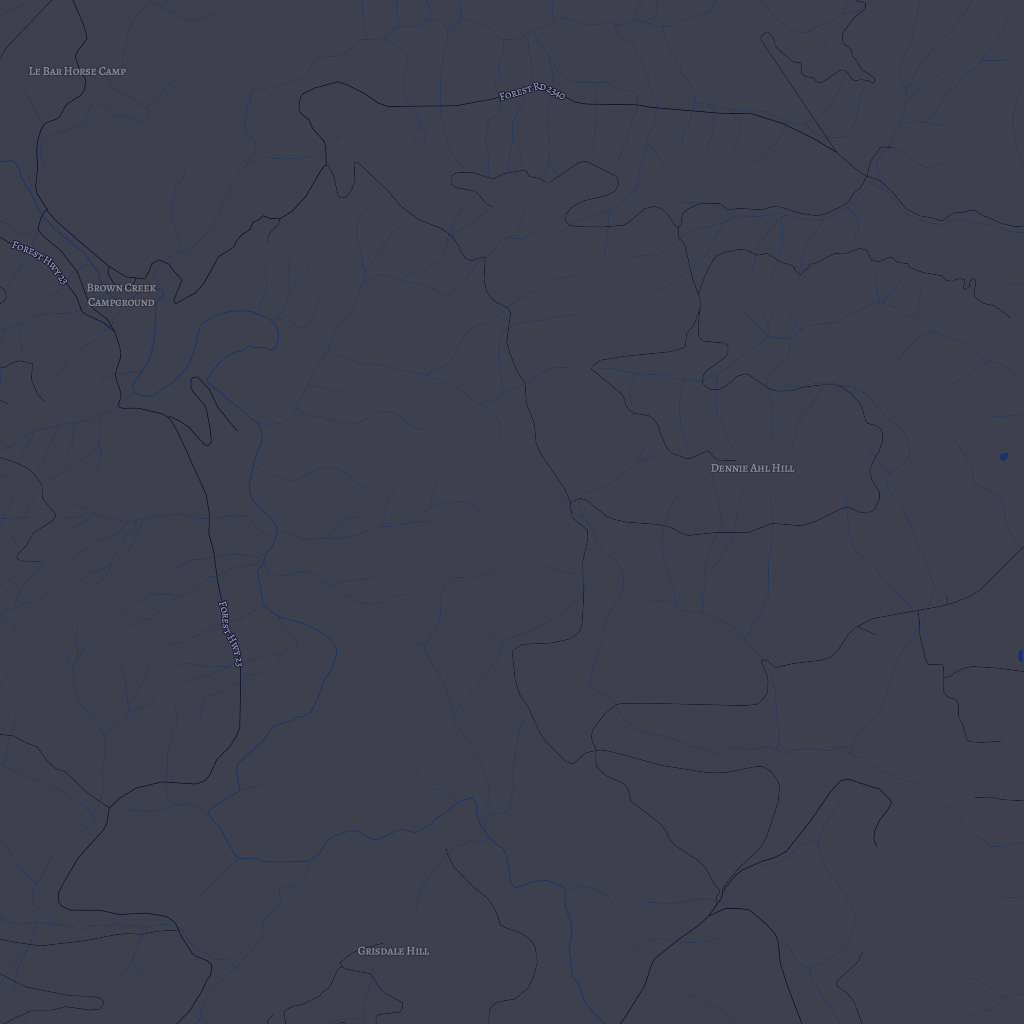 Le Bar Horse Camp
Forest Rd 2340
Forest Hwy 23
Brown Creek
Campground
Dennie Ahl Hill
Forest Hwy 23
Grisdale Hill